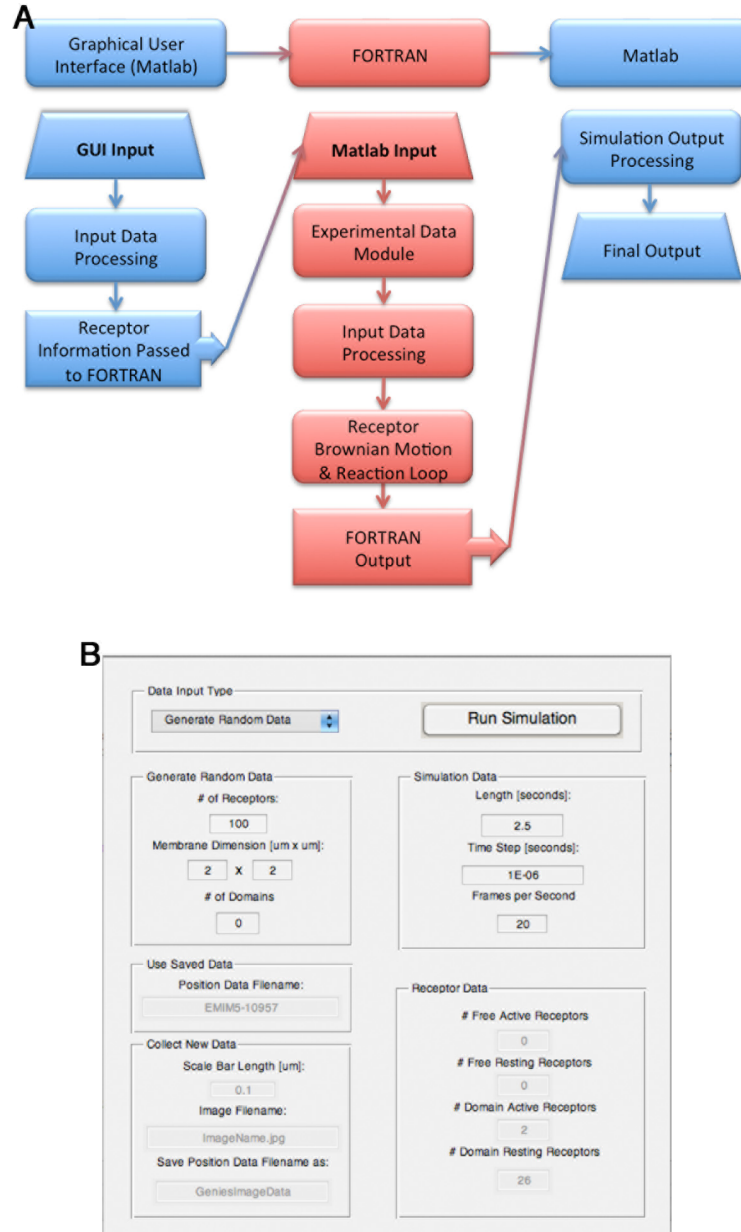 A
Graphical User
Interface (Matlab)
FORTRAN
Matlab
GUI Input
Input Data
Processing
Receptor
Information Passed
to FORTRAN
Matlab Input
Experimental Data
Module
Input Data
Processing
Receptor
Brownian Motion
& Reaction Loop
FORTRAN
Output
Simulation Output
Processing
Final Output
B
Data Input Type
Generate Random Data
Run Simulation
Generate Random Data
# of Receptors:
100
Membrane Dimension [um x um]:
2 X 2
# of Domains
0
Use Saved Data
Position Data Filename:
EMIM5-10957
Collect New Data
Scale Bar Length [um]:
0.1
Image Filename:
ImageName.jpg
Save Position Data Filename as:
GeniesImageData
Simulation Data
Length [seconds]:
2.5
Time Step [seconds]:
1E-06
Frames per Second
20
Receptor Data
# Free Active Receptors
0
# Free Resting Receptors
0
# Domain Active Receptors
2
# Domain Resting Receptors
26